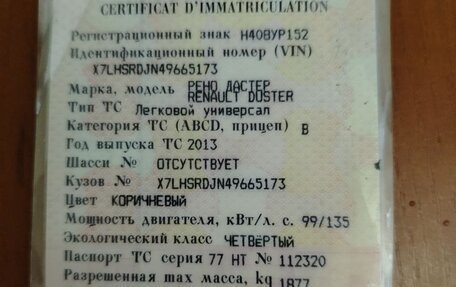 CERTIFICAT D'IMMATRICULATION
Регистрационный знак Н408УР152
Идентификационный номер (VIN)
X7LHSRDJN49665173
Марка, модель РЕНО ДАСТЕР
RENAULT DUSTER
Тип ТС Легковой универсал
Категория ТС (ABCD, прицеп) B
Год выпуска ТС 2013
Шасси № ОТСУТСТВУЕТ
Кузов № X7LHSRDJN49665173
Цвет КОРИЧНЕВЫЙ
Мощность двигателя, кВт/л. с. 99/135
Экологический класс ЧЕТВЁРТЫЙ
Паспорт ТС серия 77 НТ № 112320
Разрешенная max масса, kg 1877